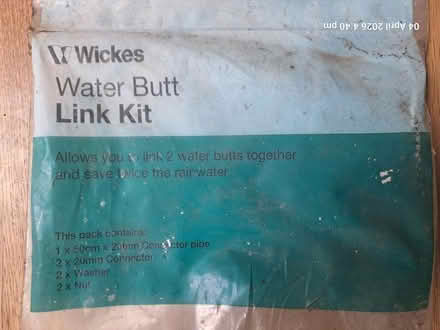 04 April 2026 4:40 pm
Wickes
Water Butt
Link Kit
Allows you to link 2 water butts together
and save twice the rain water
This pack contains:
1 x 50cm x 20mm Connector pipe
2 x 20mm Connector
2 x Washer
2 x Nut